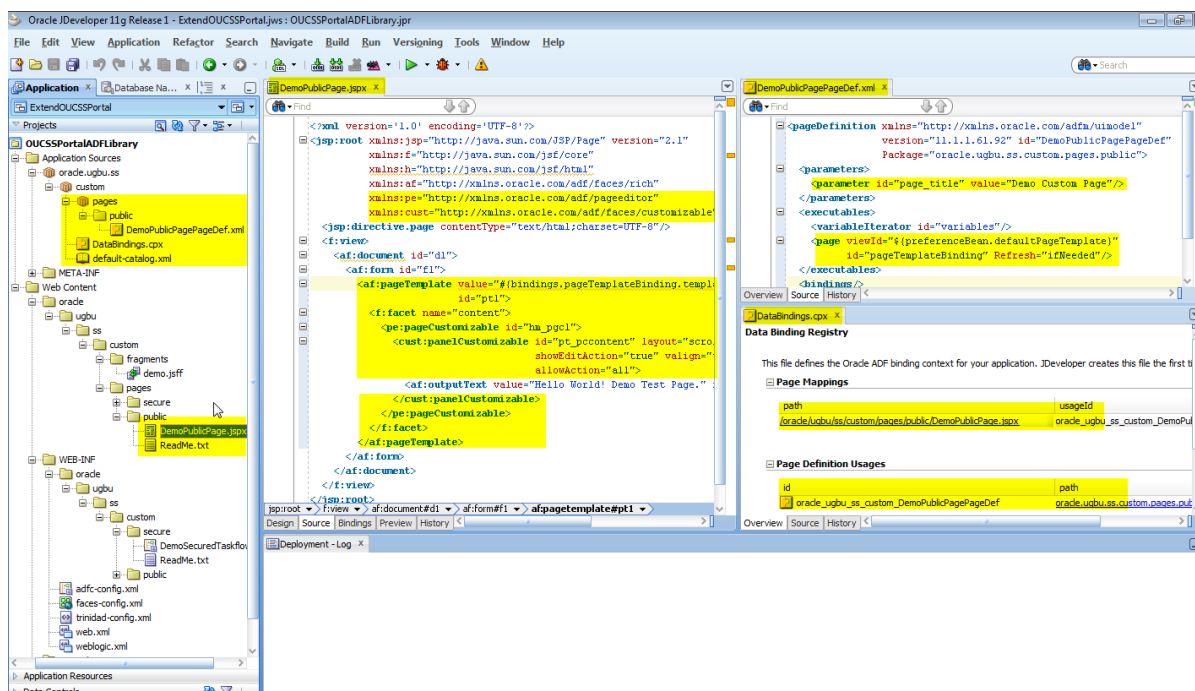 Oracle JDeveloper 11g Release 1 - ExtendOUCSSPortal.jws : OUCSSPortalADFLibrary.jpr
File Edit View Application Refactor Search Navigate Build Run Versioning Tools Window Help
Search
Application
Database Na...
ExtendOUCSSPortal
Projects
OUCSSPortalADFLibrary
Application Sources
oracle.ugbu.ss
custom
pages
public
DemoPublicPagePageDef.xml
DataBindings.cpx
default-catalog.xml
META-INF
Web Content
oracle
ugbu
ss
custom
fragments
demo.jsff
pages
secure
public
DemoPublicPage.jspx
ReadMe.txt
WEB-INF
oracle
ugbu
ss
custom
secure
DemoSecuredTaskflov
ReadMe.txt
public
adfc-config.xml
faces-config.xml
trinidad-config.xml
web.xml
weblogic.xml
Application Resources
DemoPublicPage.jspx
Find
<?xml version='1.0' encoding='UTF-8'?>
<jsp:root xmlns:jsp="http://java.sun.com/JSP/Page" version="2.1"
xmlns:f="http://java.sun.com/jsf/core"
xmlns:h="http://java.sun.com/jsf/html"
xmlns:af="http://xmlns.oracle.com/adf/faces/rich"
xmlns:pe="http://xmlns.oracle.com/adf/pageeditor"
xmlns:cust="http://xmlns.oracle.com/adf/faces/customizable"
<jsp:directive.page contentType="text/html;charset=UTF-8"/>
<f:view>
<af:document id="d1">
<af:form id="f1">
<af:pageTemplate value="#{bindings.pageTemplateBinding.templa
id="pt1">
<f:facet name="content">
<pe:pageCustomizable id="hm_pgc1">
<cust:panelCustomizable id="pt_pccontent" layout="scro
showEditAction="true" valign="
allowAction="all">
<af:outputText value="Hello World! Demo Test Page."
</cust:panelCustomizable>
</pe:pageCustomizable>
</f:facet>
</af:pageTemplate>
</af:form>
</af:document>
</f:view>
</jsp:root>
jsp:root f:view af:document#d1 af:form#f1 af:pagetemplate#pt1
Design Source Bindings Preview History
Deployment - Log
DemoPublicPagePageDef.xml
Find
<pageDefinition xmlns="http://xmlns.oracle.com/adfm/uimodel"
version="11.1.1.61.92" id="DemoPublicPagePageDef"
Package="oracle.ugbu.ss.custom.pages.public">
<parameters>
<parameter id="page_title" value="Demo Custom Page"/>
</parameters>
<executables>
<variableIterator id="variables"/>
<page viewId="${preferenceBean.defaultPageTemplate}"
id="pageTemplateBinding" Refresh="ifNeeded"/>
</executables>
<bindings/>
Overview Source History
DataBindings.cpx
Data Binding Registry
This file defines the Oracle ADF binding context for your application. JDeveloper creates this file the first ti
Page Mappings
path usageId
/oracle/ugbu/ss/custom/pages/public/DemoPublicPage.jspx oracle_ugbu_ss_custom_DemoPul
Page Definition Usages
id path
oracle_ugbu_ss_custom_DemoPublicPagePageDef oracle.ugbu.ss.custom.pages.pub
Overview Source History